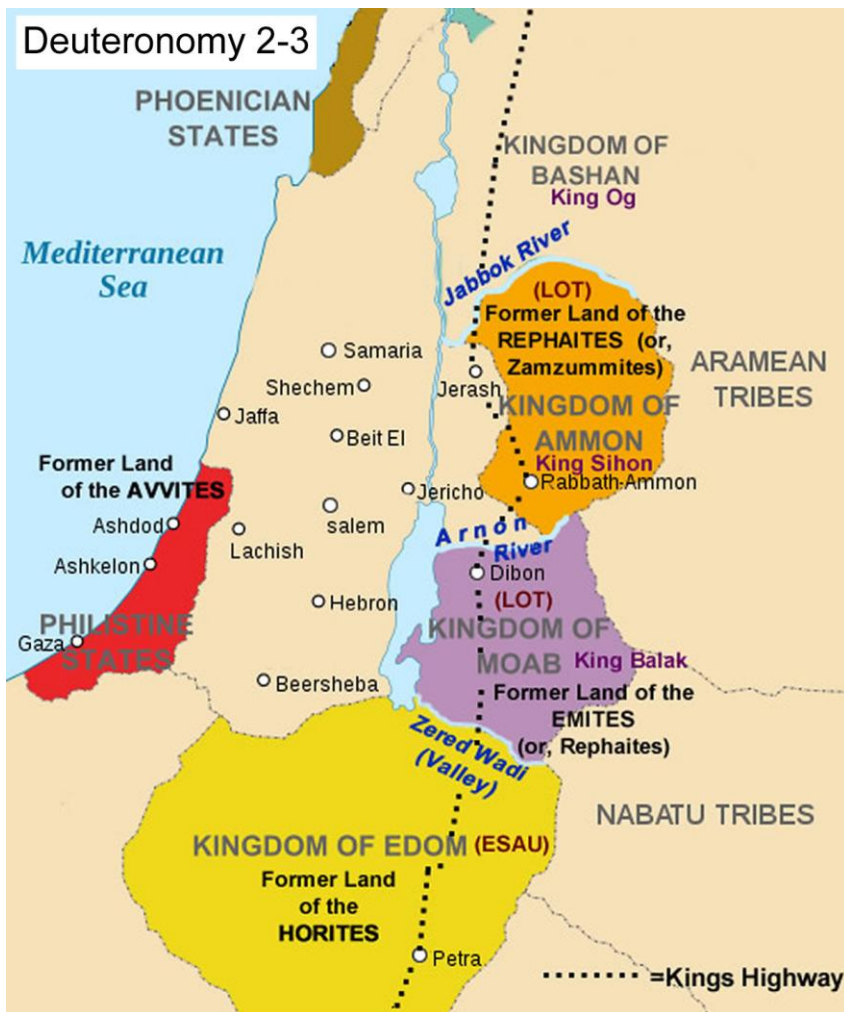 Deuteronomy 2-3
PHOENICIAN
STATES
KINGDOM OF
BASHAN
King Og
Mediterranean
Sea
Jabbok River
(LOT)
Former Land of the
REPHAITES (or,
Zamzummites)
ARAMEAN
TRIBES
Samaria
Shechem
Jerash
Jaffa
KINGDOM OF
AMMON
Beit El
King Sihon
Rabbath-Ammon
Former Land
of the AVVITES
Jericho
Ashdod
salem
Lachish
Arnon
River
Ashkelon
Dibon
Hebron
(LOT)
PHILISTINE
STATES
Gaza
KINGDOM OF
MOAB
King Balak
Beersheba
Former Land of the
EMITES
(or, Rephaites)
Zered Wadi
(Valley)
NABATU TRIBES
KINGDOM OF EDOM (ESAU)
Former Land
of the
HORITES
Petra
=Kings Highway